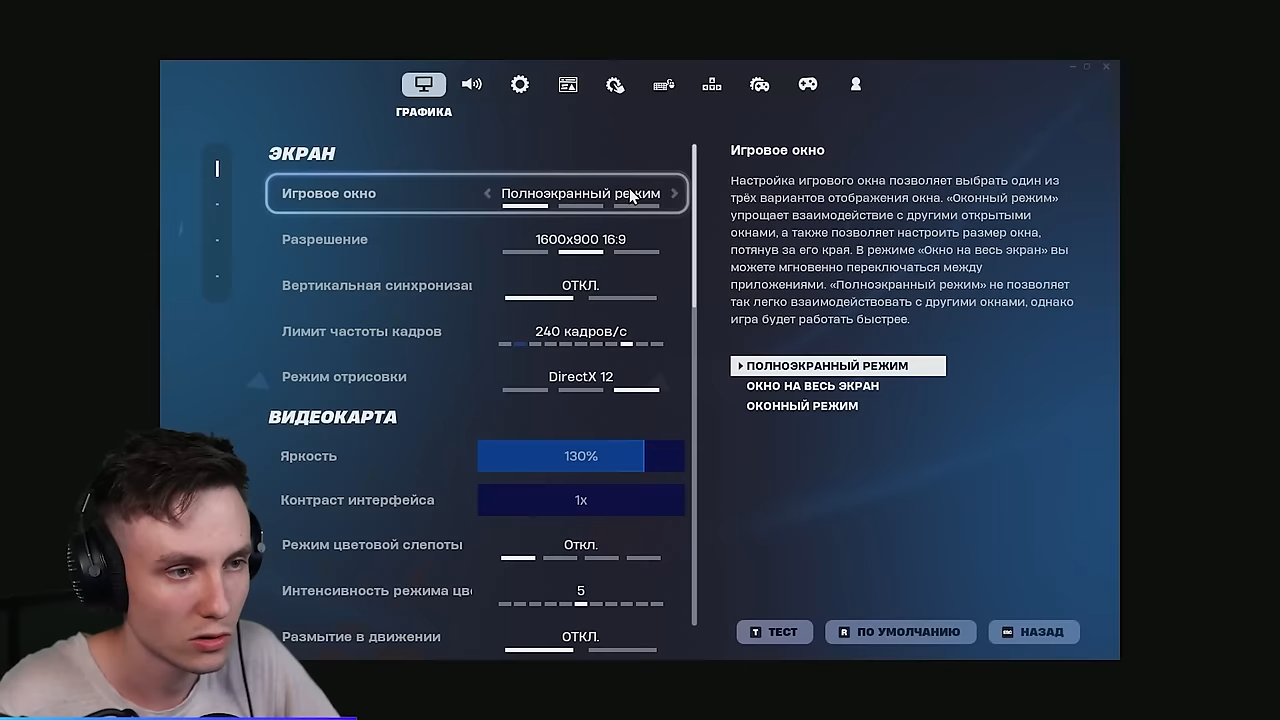 ГРАФИКА
ЭКРАН
Игровое окно
Полноэкранный режим
Разрешение
1600x900 16:9
Вертикальная синхронизац
ОТКЛ.
Лимит частоты кадров
240 кадров/с
Режим отрисовки
DirectX 12
ВИДЕОКАРТА
Яркость
130%
Контраст интерфейса
1x
Режим цветовой слепоты
Откл.
Интенсивность режима цв
5
Размытие в движении
ОТКЛ.
Игровое окно
Настройка игрового окна позволяет выбрать один из
трёх вариантов отображения окна. «Оконный режим»
упрощает взаимодействие с другими открытыми
окнами, а также позволяет настроить размер окна,
потянув за его края. В режиме «Окно на весь экран» вы
можете мгновенно переключаться между
приложениями. «Полноэкранный режим» не позволяет
так легко взаимодействовать с другими окнами, однако
игра будет работать быстрее.
ПОЛНОЭКРАННЫЙ РЕЖИМ
ОКНО НА ВЕСЬ ЭКРАН
ОКОННЫЙ РЕЖИМ
T ТЕСТ
R ПО УМОЛЧАНИЮ
ESC НАЗАД